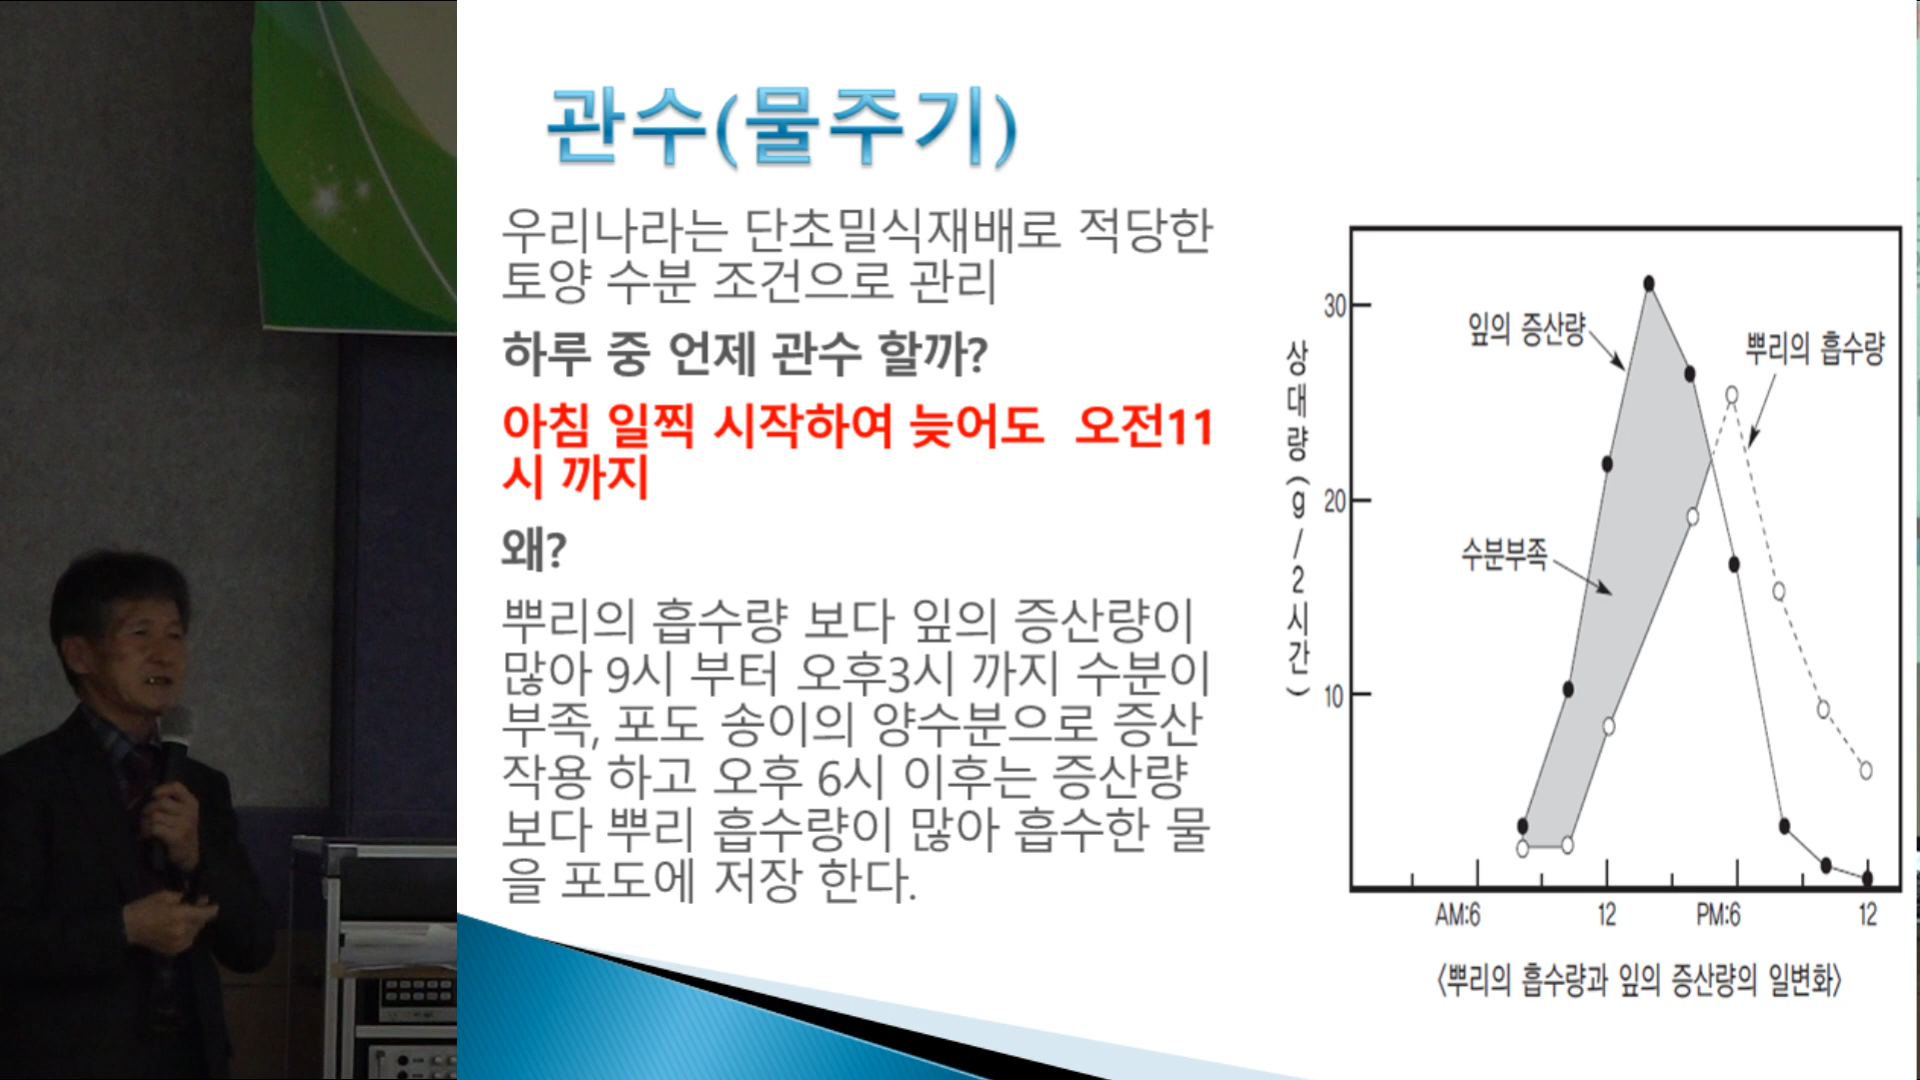 관수(물주기)
우리나라는 단초밀식재배로 적당한
토양 수분 조건으로 관리
하루 중 언제 관수 할까?
아침 일찍 시작하여 늦어도 오전11
시 까지
왜?
뿌리의 흡수량 보다 잎의 증산량이
많아 9시 부터 오후3시 까지 수분이
부족, 포도 송이의 양수분으로 증산
작용 하고 오후 6시 이후는 증산량
보다 뿌리 흡수량이 많아 흡수한 물
을 포도에 저장 한다.
상대량(g/2시간)
30
20
10
잎의 증산량
뿌리의 흡수량
수분부족
AM:6 12 PM:6 12
〈뿌리의 흡수량과 잎의 증산량의 일변화〉